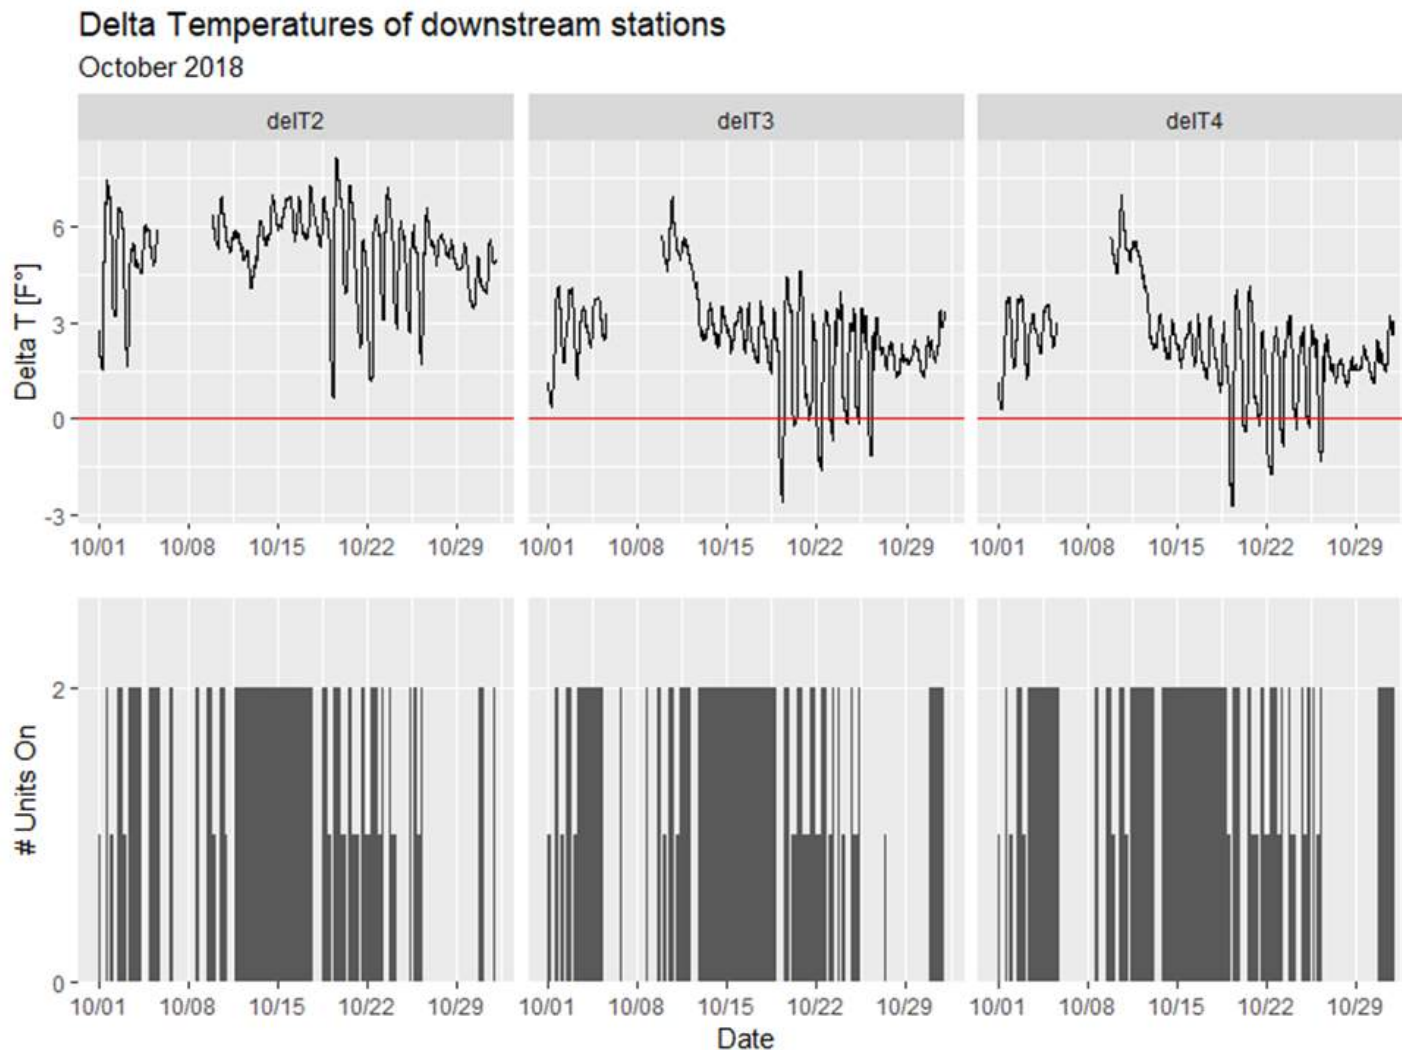 Delta Temperatures of downstream stations
October 2018
delT2 delT3 delT4
Delta T [F°]
6
3
0
-3
10/01 10/08 10/15 10/22 10/29 10/01 10/08 10/15 10/22 10/29 10/01 10/08 10/15 10/22 10/29
# Units On
2
0
10/01 10/08 10/15 10/22 10/29 10/01 10/08 10/15 10/22 10/29 10/01 10/08 10/15 10/22 10/29
Date